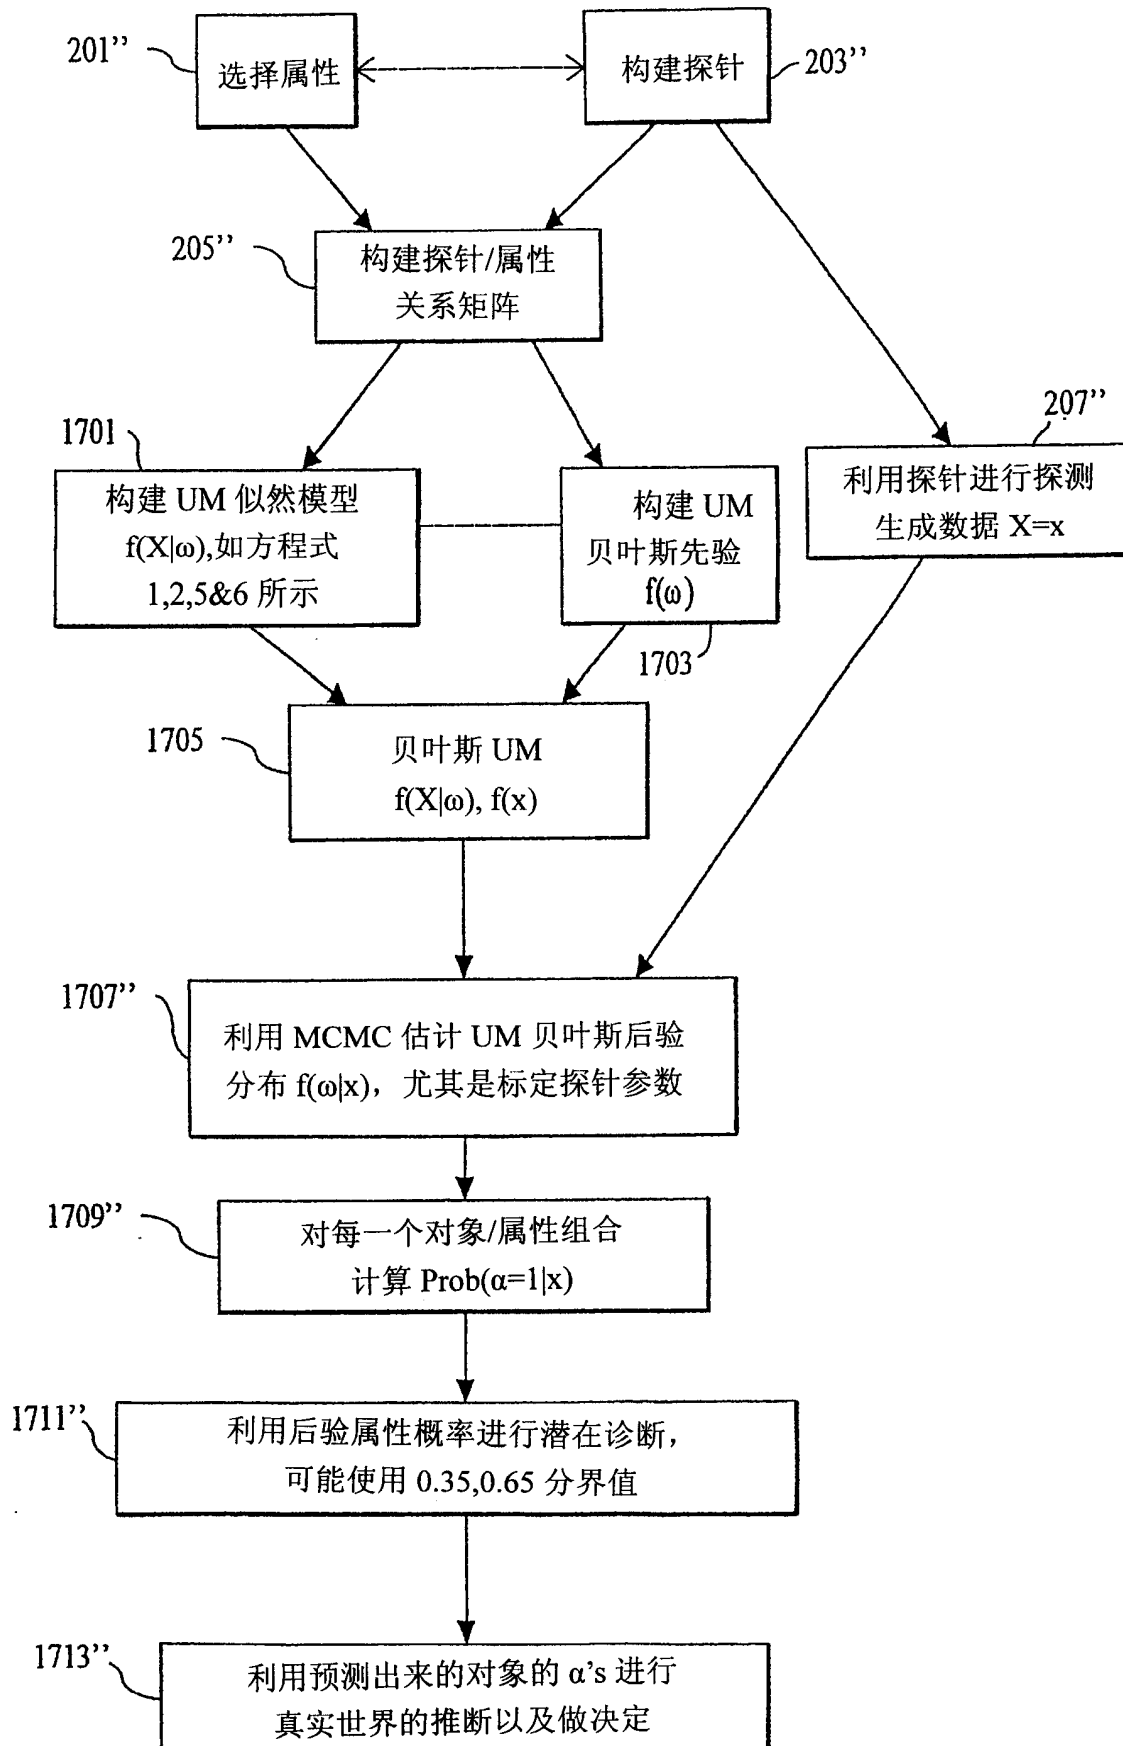 201’’
选择属性
构建探针
203’’
205’’
构建探针/属性
关系矩阵
1701
构建 UM 似然模型
f(X|ω),如方程式
1,2,5&6 所示
构建 UM
贝叶斯先验
f(ω)
1703
207’’
利用探针进行探测
生成数据 X=x
1705
贝叶斯 UM
f(X|ω), f(x)
1707’’
利用 MCMC 估计 UM 贝叶斯后验
分布 f(ω|x)，尤其是标定探针参数
1709’’
对每一个对象/属性组合
计算 Prob(α=1|x)
1711’’
利用后验属性概率进行潜在诊断，
可能使用 0.35,0.65 分界值
1713’’
利用预测出来的对象的 α’s 进行
真实世界的推断以及做决定